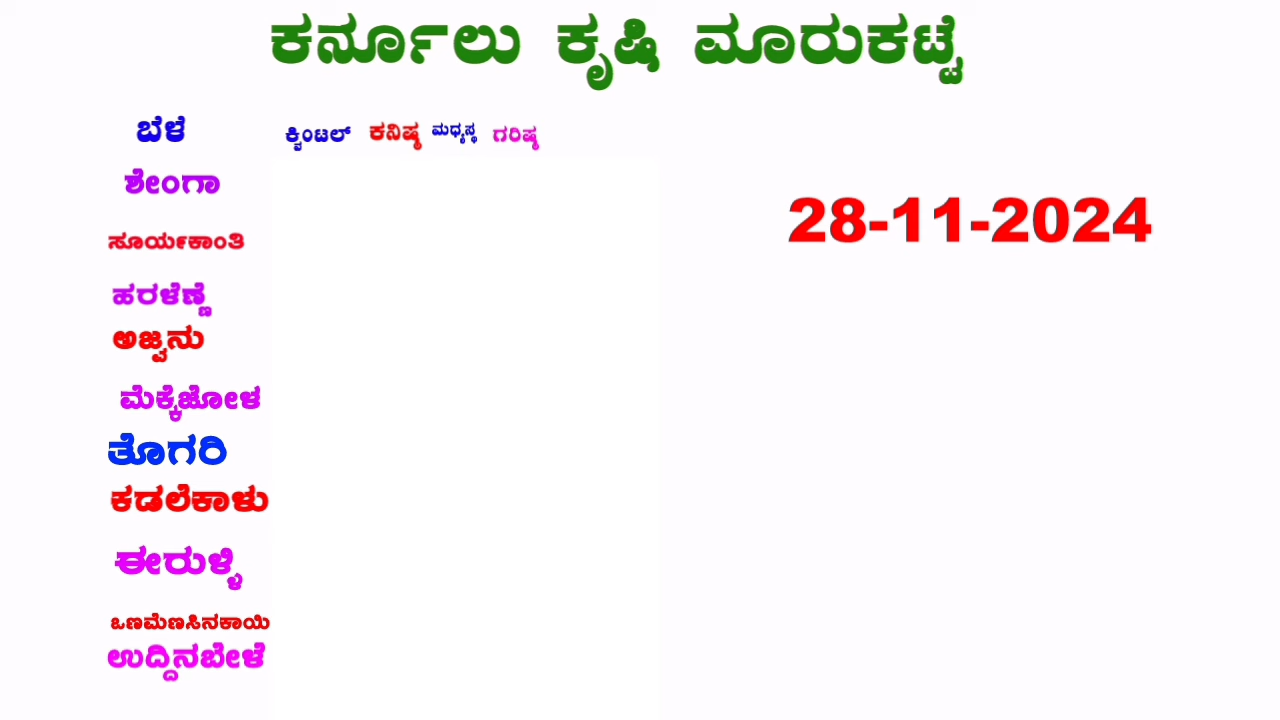 ಕರ್ನೂಲು ಕೃಷಿ ಮಾರುಕಟ್ಟೆ
ಬೆಳೆ ಕ್ವಿಂಟಲ್ ಕನಿಷ್ಠ ಮಧ್ಯಸ್ಥ ಗರಿಷ್ಠ
ಶೇಂಗಾ
28-11-2024
ಸೂರ್ಯಕಾಂತಿ
ಹರಳೆಣ್ಣೆ
ಅಜ್ವನು
ಮೆಕ್ಕೆಜೋಳ
ತೊಗರಿ
ಕಡಲೆಕಾಳು
ಈರುಳ್ಳಿ
ಒಣಮೆಣಸಿನಕಾಯಿ
ಉದ್ದಿನಬೇಳೆ